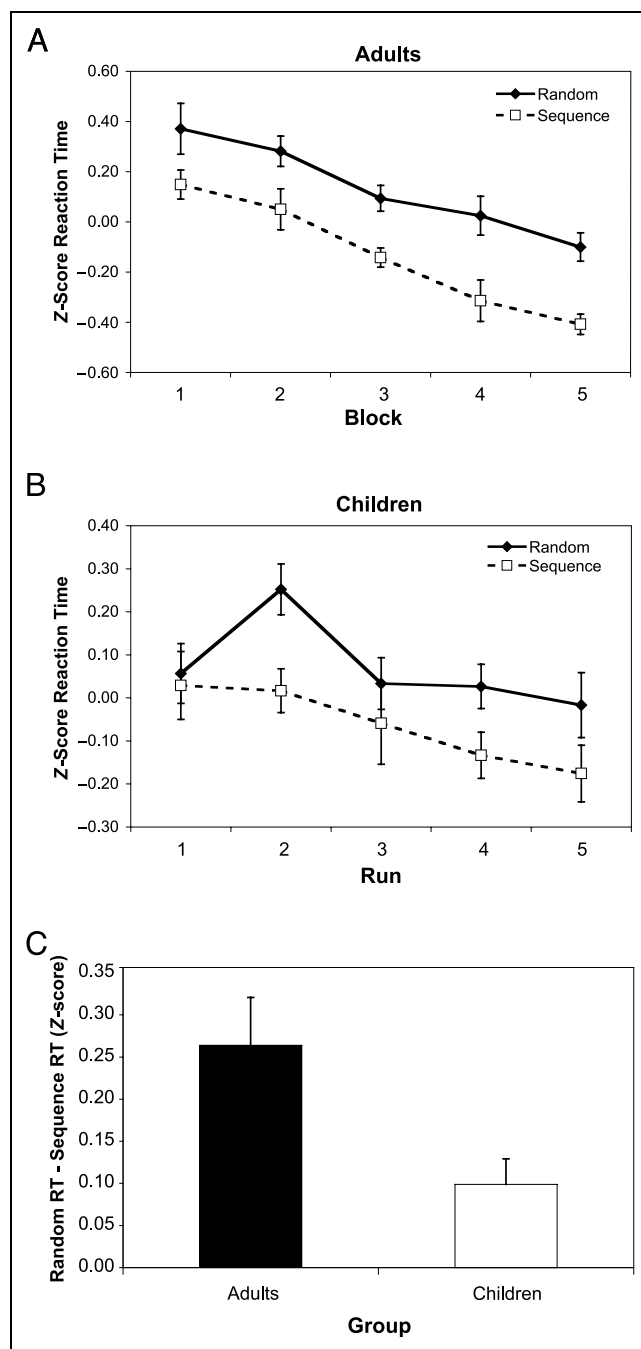 A
Adults
Random
Sequence
Z-Score Reaction Time
0.60
0.40
0.20
0.00
−0.20
−0.40
−0.60
1 2 3 4 5
Block
B
Children
Random
Sequence
Z-Score Reaction Time
0.40
0.30
0.20
0.10
0.00
−0.10
−0.20
−0.30
1 2 3 4 5
Run
C
Random RT - Sequence RT (Z-score)
0.35
0.30
0.25
0.20
0.15
0.10
0.05
0.00
Adults Children
Group